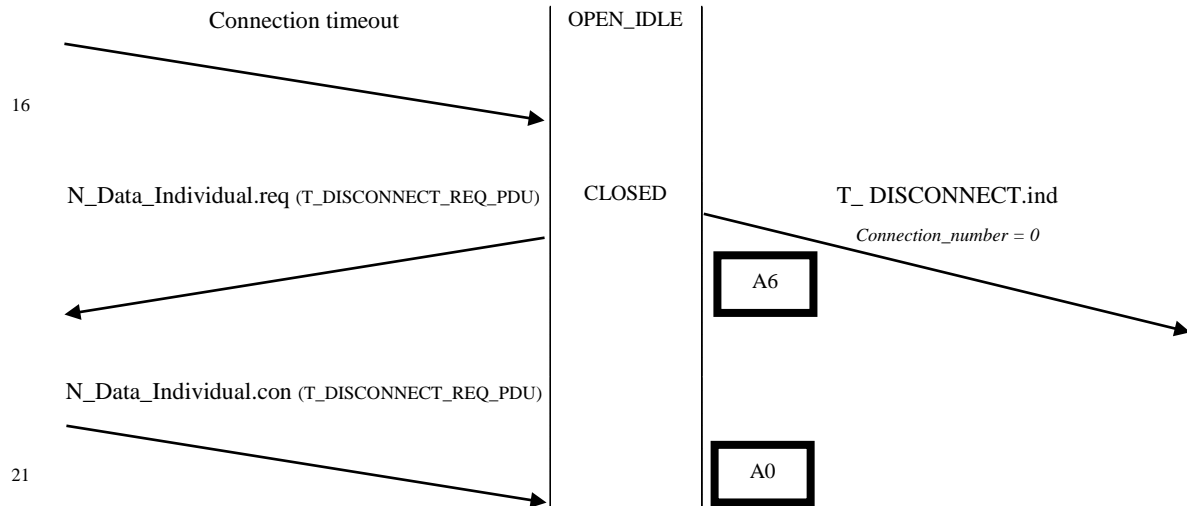 Connection timeout OPEN_IDLE
16
N_Data_Individual.req (T_DISCONNECT_REQ_PDU) CLOSED T_ DISCONNECT.ind
Connection_number = 0
A6
N_Data_Individual.con (T_DISCONNECT_REQ_PDU)
21 A0